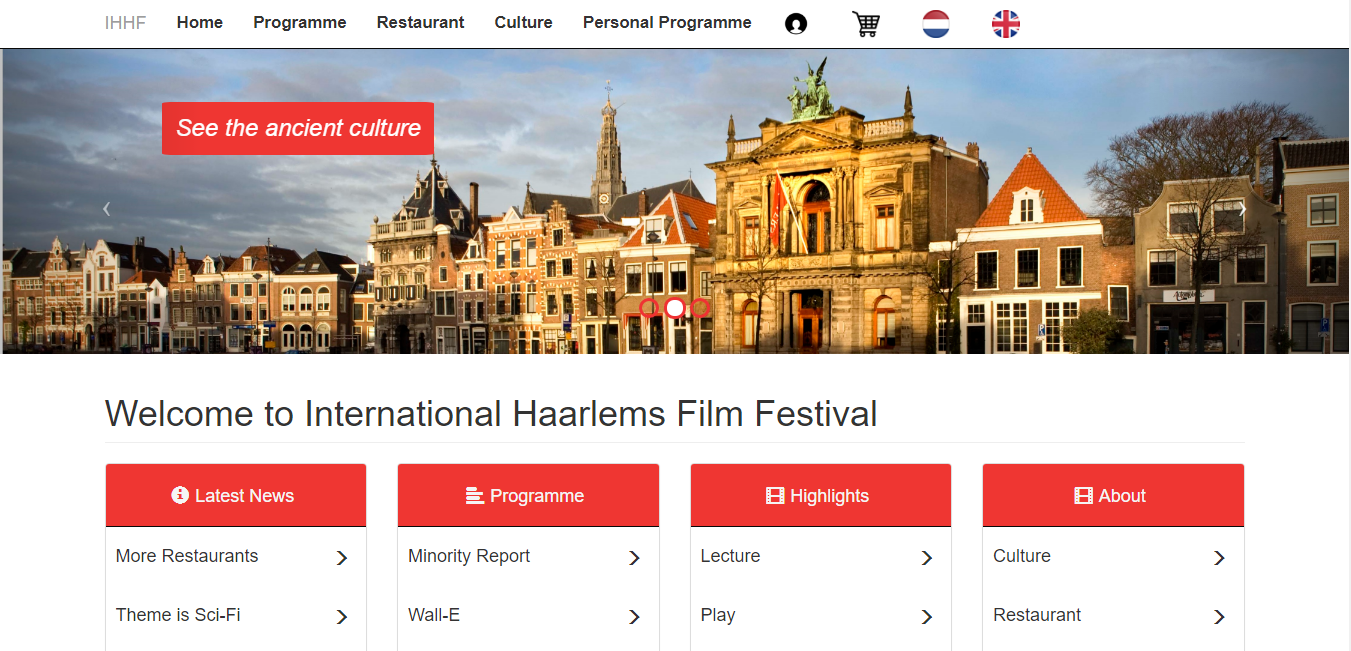 IHHF Home Programme Restaurant Culture Personal Programme
See the ancient culture
Welcome to International Haarlems Film Festival
Latest News
More Restaurants
Theme is Sci-Fi
Programme
Minority Report
Wall-E
Highlights
Lecture
Play
About
Culture
Restaurant